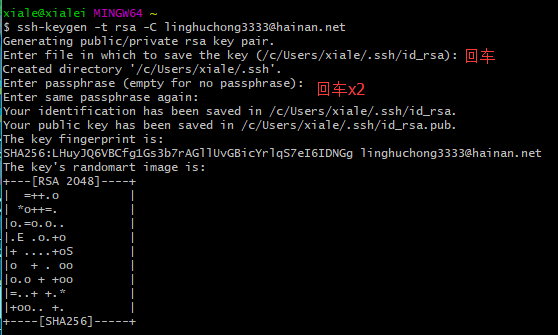 xiale@xialei MINGW64 ~
$ ssh-keygen -t rsa -C linghuchong3333@hainan.net
Generating public/private rsa key pair.
Enter file in which to save the key (/c/Users/xiale/.ssh/id_rsa): 回车
Created directory '/c/Users/xiale/.ssh'.
Enter passphrase (empty for no passphrase): 回车x2
Enter same passphrase again:
Your identification has been saved in /c/Users/xiale/.ssh/id_rsa.
Your public key has been saved in /c/Users/xiale/.ssh/id_rsa.pub.
The key fingerprint is:
SHA256:LHuyJQ6VBCfg1Gs3b7rAGllUvGBicYrlqS7eI6IDNGg linghuchong3333@hainan.net
The key's randomart image is:
+---[RSA 2048]----+
|  =++.o          |
| *o++=.          |
|o.=o.o..         |
|.E .o.+o         |
|+ ....+oS        |
|o  + . oo        |
|o.o + +oo        |
|=..+ +.*         |
|+oo.. +.         |
+----[SHA256]-----+